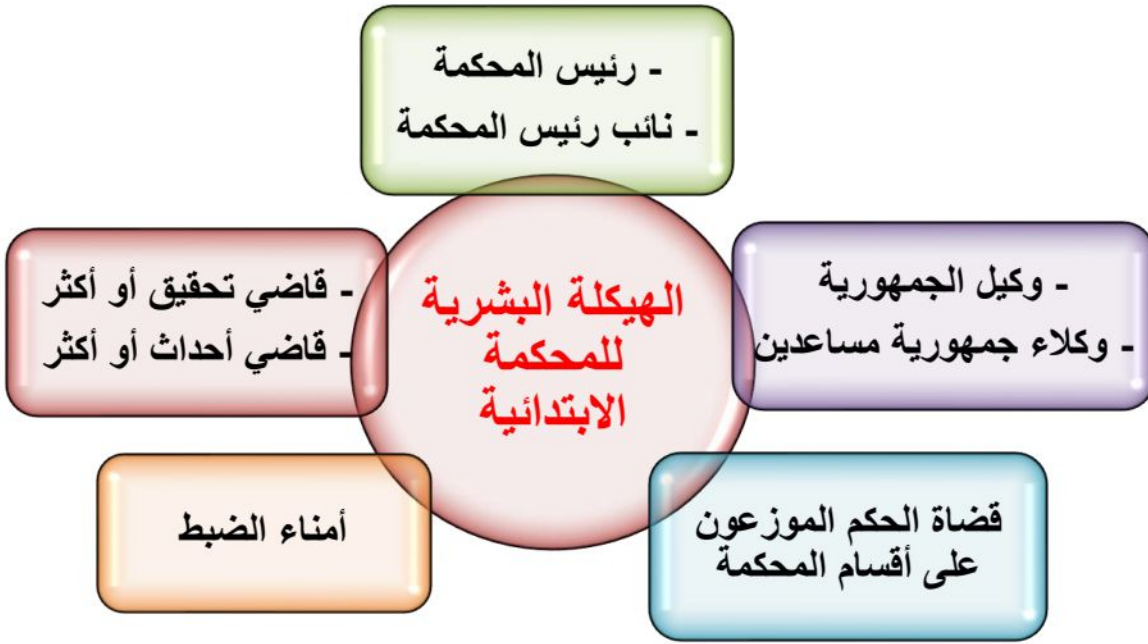 - رئيس المحكمة
- نائب رئيس المحكمة
- وكيل الجمهورية
- وكلاء جمهورية مساعدين
الهيكلة البشرية
للمحكمة
الابتدائية
- قاضي تحقيق أو أكثر
- قاضي أحداث أو أكثر
قضاة الحكم الموزعون
على أقسام المحكمة
أمناء الضبط